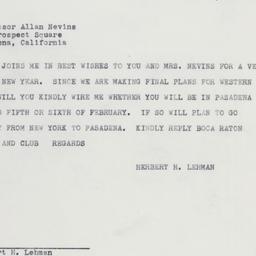 ssor Allan Nevins
rospect Square
ena, California
JOINS ME IN BEST WISHES TO YOU AND MRS. NEVINS FOR A VE
NEW YEAR. SINCE WE ARE MAKING FINAL PLANS FOR WESTERN
ILL YOU KINDLY WIRE ME WHETHER YOU WILL BE IN PASADENA
G FIFTH OR SIXTH OF FEBRUARY. IF SO WILL PLAN TO GO
Y FROM NEW YORK TO PASADENA. KINDLY REPLY BOCA RATON
AND CLUB REGARDS
HERBERT H. LEHMAN
rt H. Lehman